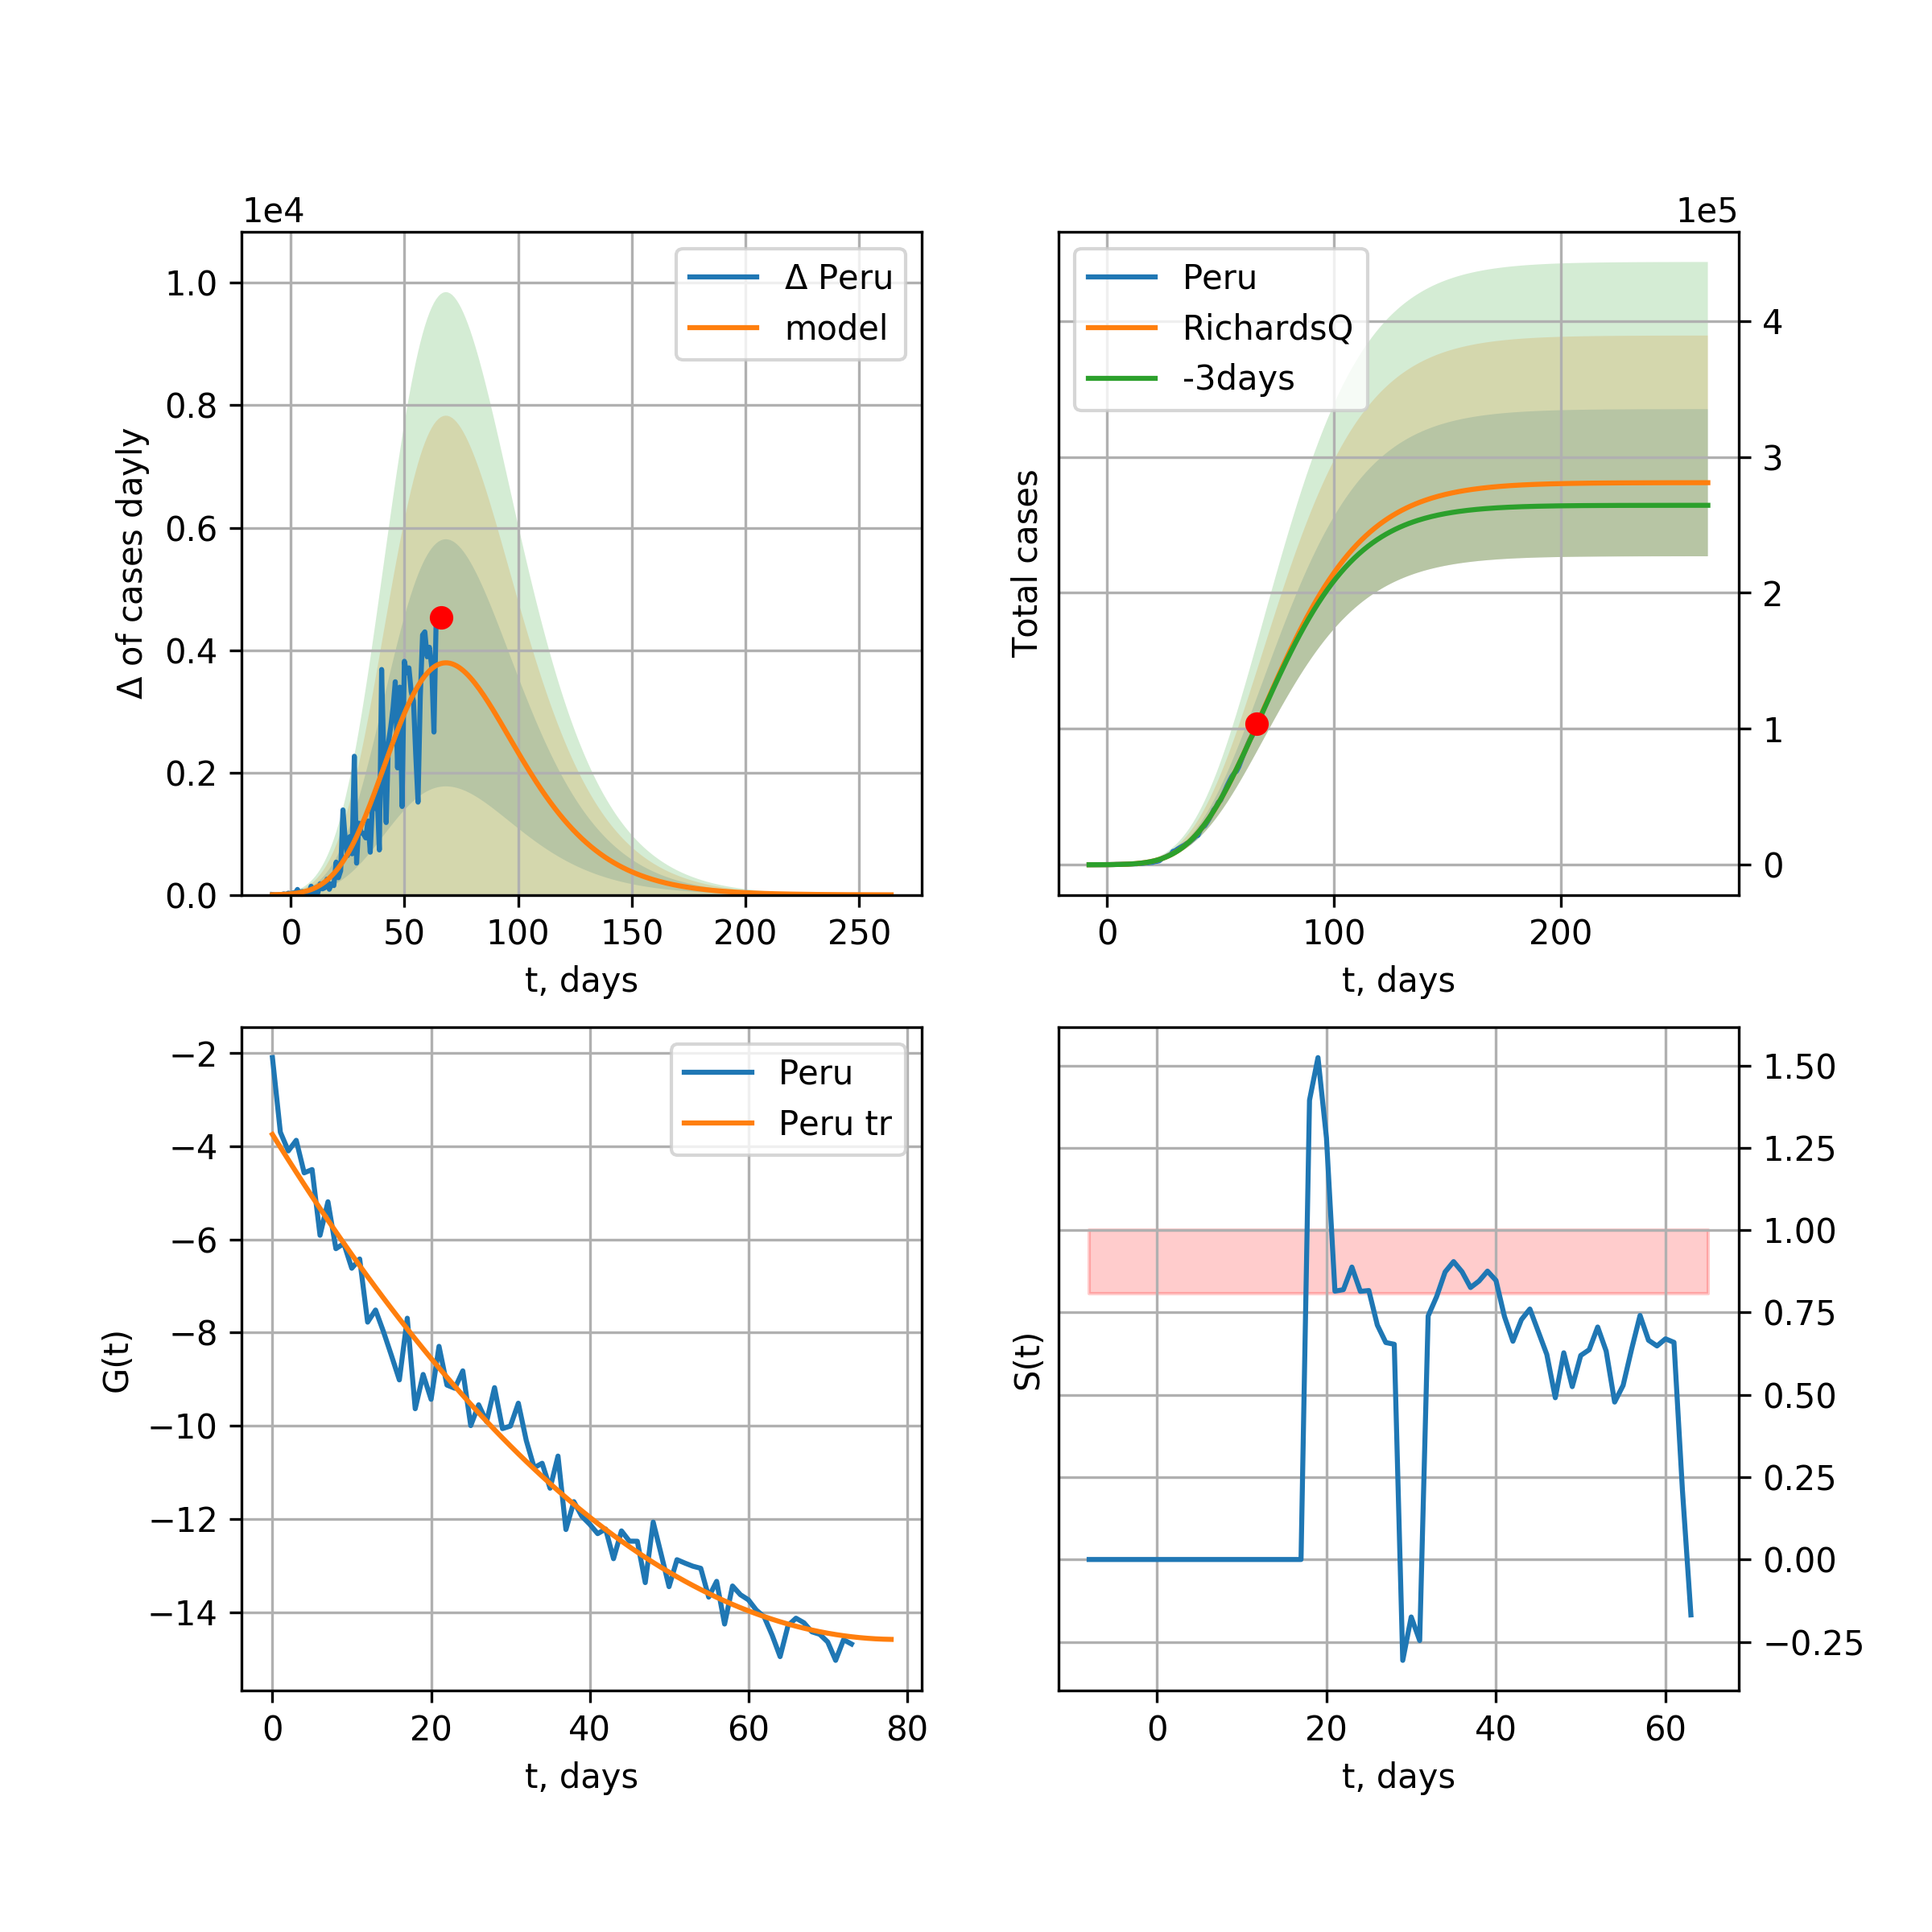 1e4
Δ of cases dayly
1.0
0.8
0.6
0.4
0.2
0.0
Δ Peru
model
0 50 100 150 200 250
t, days
1e5
Total cases
Peru
RichardsQ
-3days
4
3
2
1
0
0 100 200
t, days
G(t)
−2
−4
−6
−8
−10
−12
−14
Peru
Peru tr
0 20 40 60 80
t, days
S(t)
1.50
1.25
1.00
0.75
0.50
0.25
0.00
−0.25
0 20 40 60
t, days